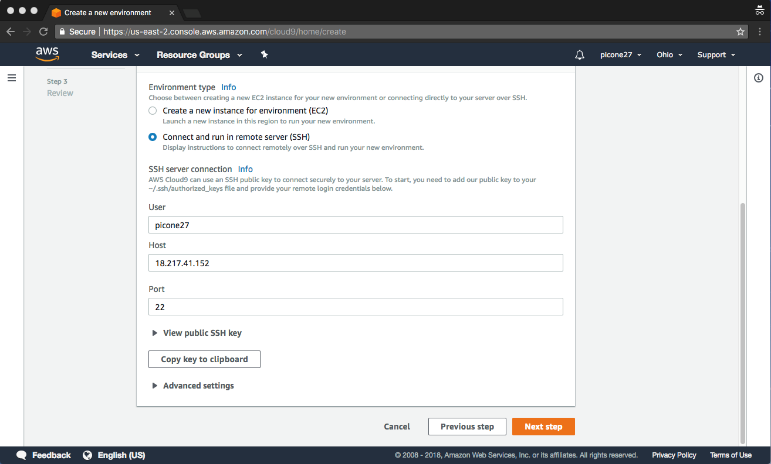 Create a new environment
Secure | https://us-east-2.console.aws.amazon.com/cloud9/home/create
aws Services Resource Groups picone27 Ohio Support
Step 3
Review
Environment type Info
Choose between creating a new EC2 instance for your new environment or connecting directly to your server over SSH.
Create a new instance for environment (EC2)
Launch a new instance in this region to run your new environment.
Connect and run in remote server (SSH)
Display instructions to connect remotely over SSH and run your new environment.
SSH server connection Info
AWS Cloud9 can use an SSH public key to connect securely to your server. To start, you need to add our public key to your
~/.ssh/authorized_keys file and provide your remote login credentials below.
User
picone27
Host
18.217.41.152
Port
22
View public SSH key
Copy key to clipboard
Advanced settings
Cancel Previous step Next step
Feedback English (US) © 2008 - 2018, Amazon Web Services, Inc. or its affiliates. All rights reserved. Privacy Policy Terms of Use